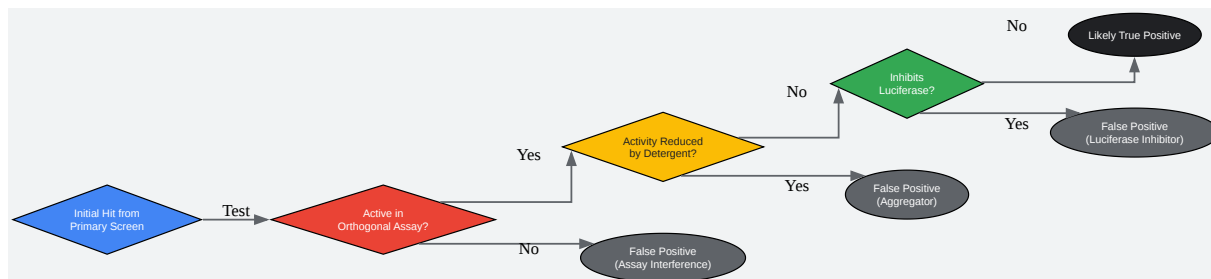 Initial Hit from
Primary Screen
Test
Active in
Orthogonal Assay?
Yes
No
False Positive
(Assay Interference)
Activity Reduced
by Detergent?
No
Yes
False Positive
(Aggregator)
Inhibits
Luciferase?
No
Yes
Likely True Positive
False Positive
(Luciferase Inhibitor)